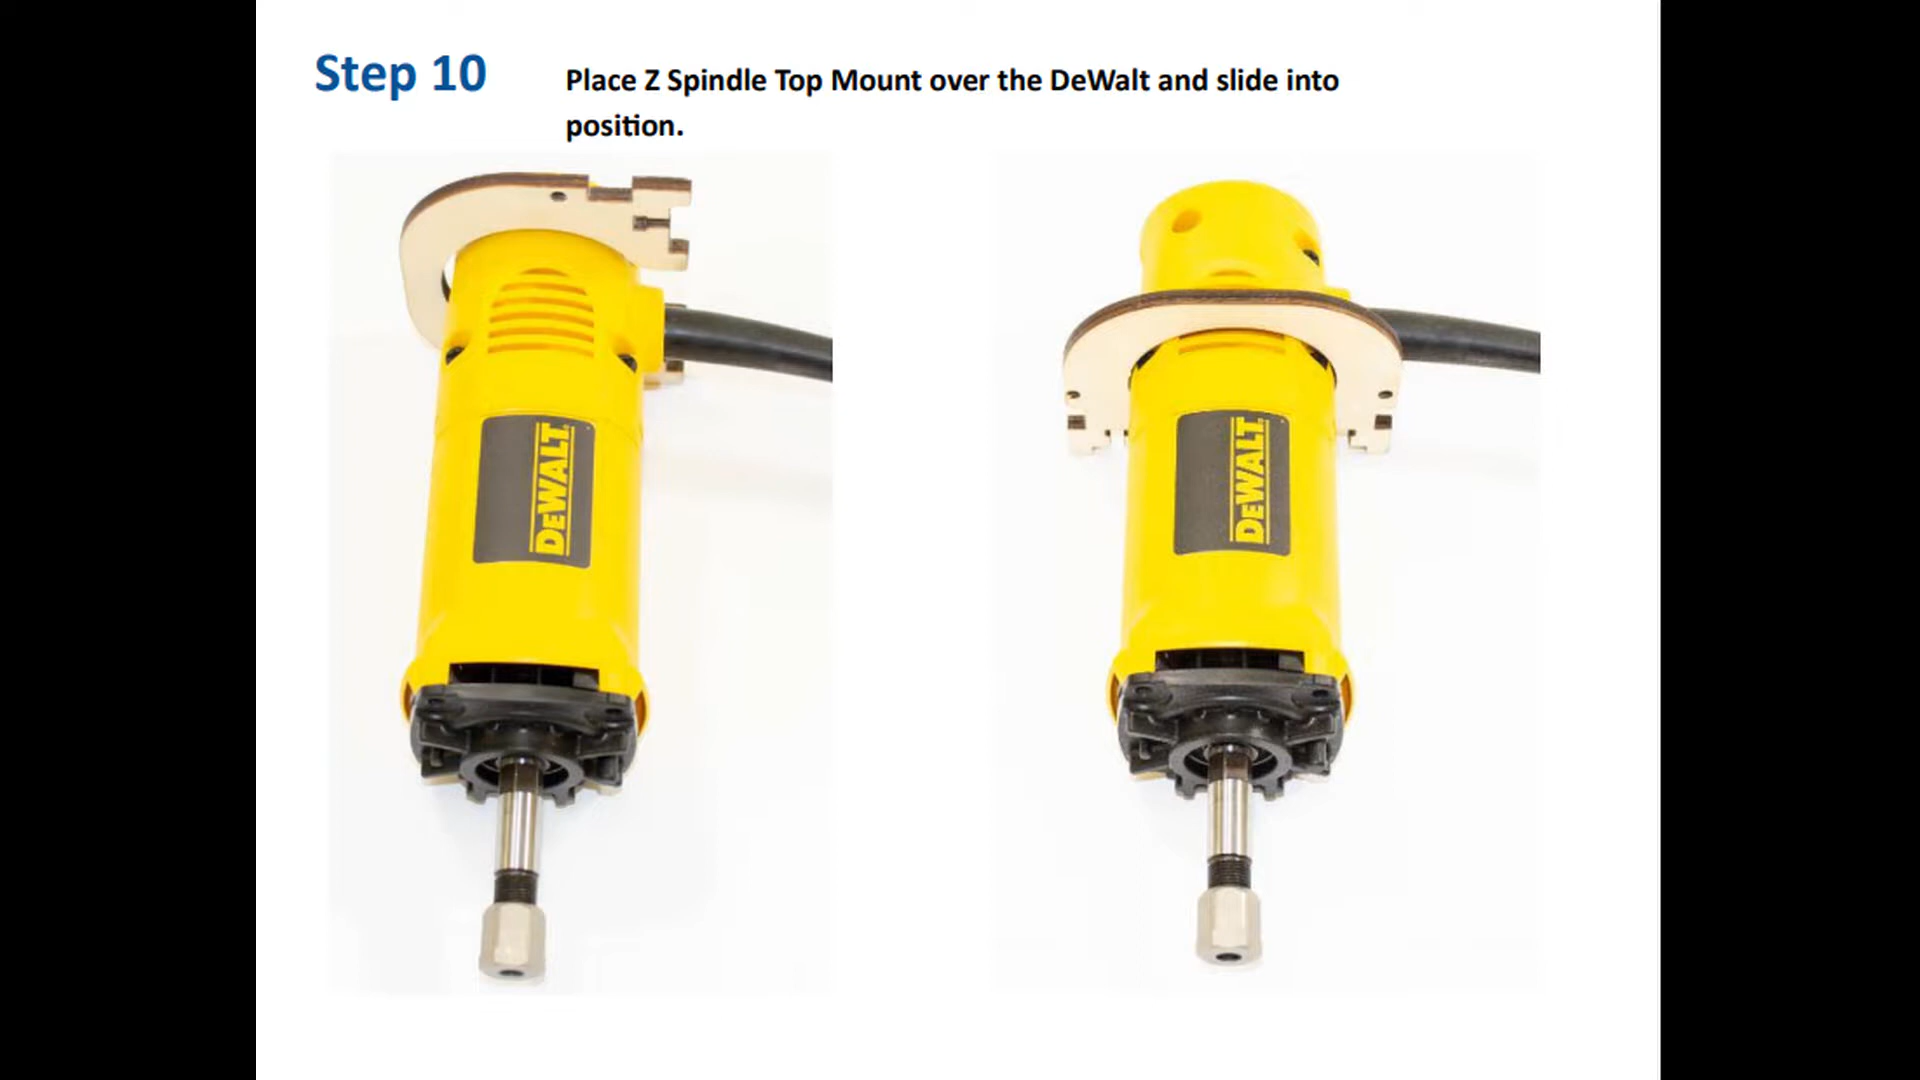 Step 10
Place Z Spindle Top Mount over the DeWalt and slide into
position.
DEWALT
DEWALT